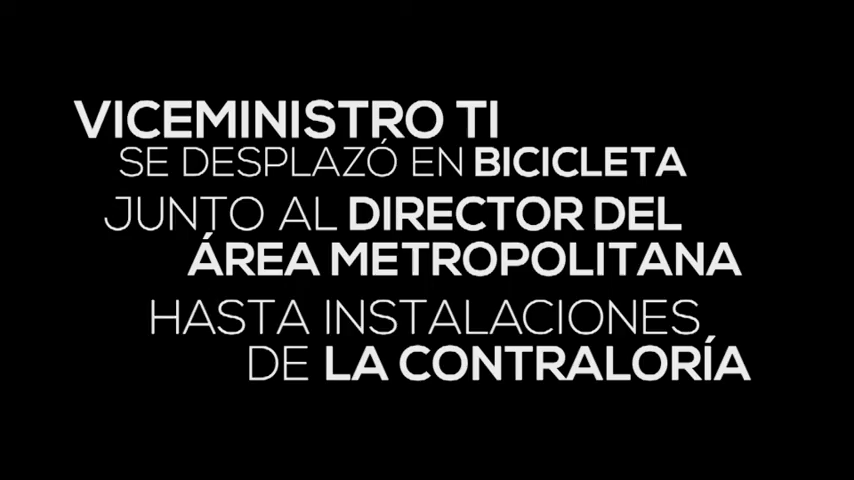 VICEMINISTRO TI
SE DESPLAZÓ EN BICICLETA
JUNTO AL DIRECTOR DEL
ÁREA METROPOLITANA
HASTA INSTALACIONES
DE LA CONTRALORÍA